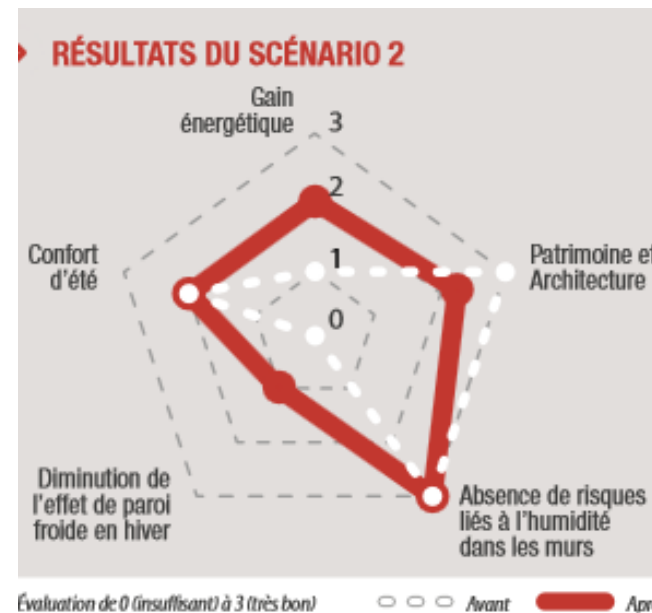 RÉSULTATS DU SCÉNARIO 2
Gain
énergétique
3
2
1
0
Confort
d'été
Patrimoine et
Architecture
Diminution de
l'effet de paroi
froide en hiver
Absence de risques
liés à l'humidité
dans les murs
Évaluation de 0 (insuffisant) à 3 (très bon)
Avant